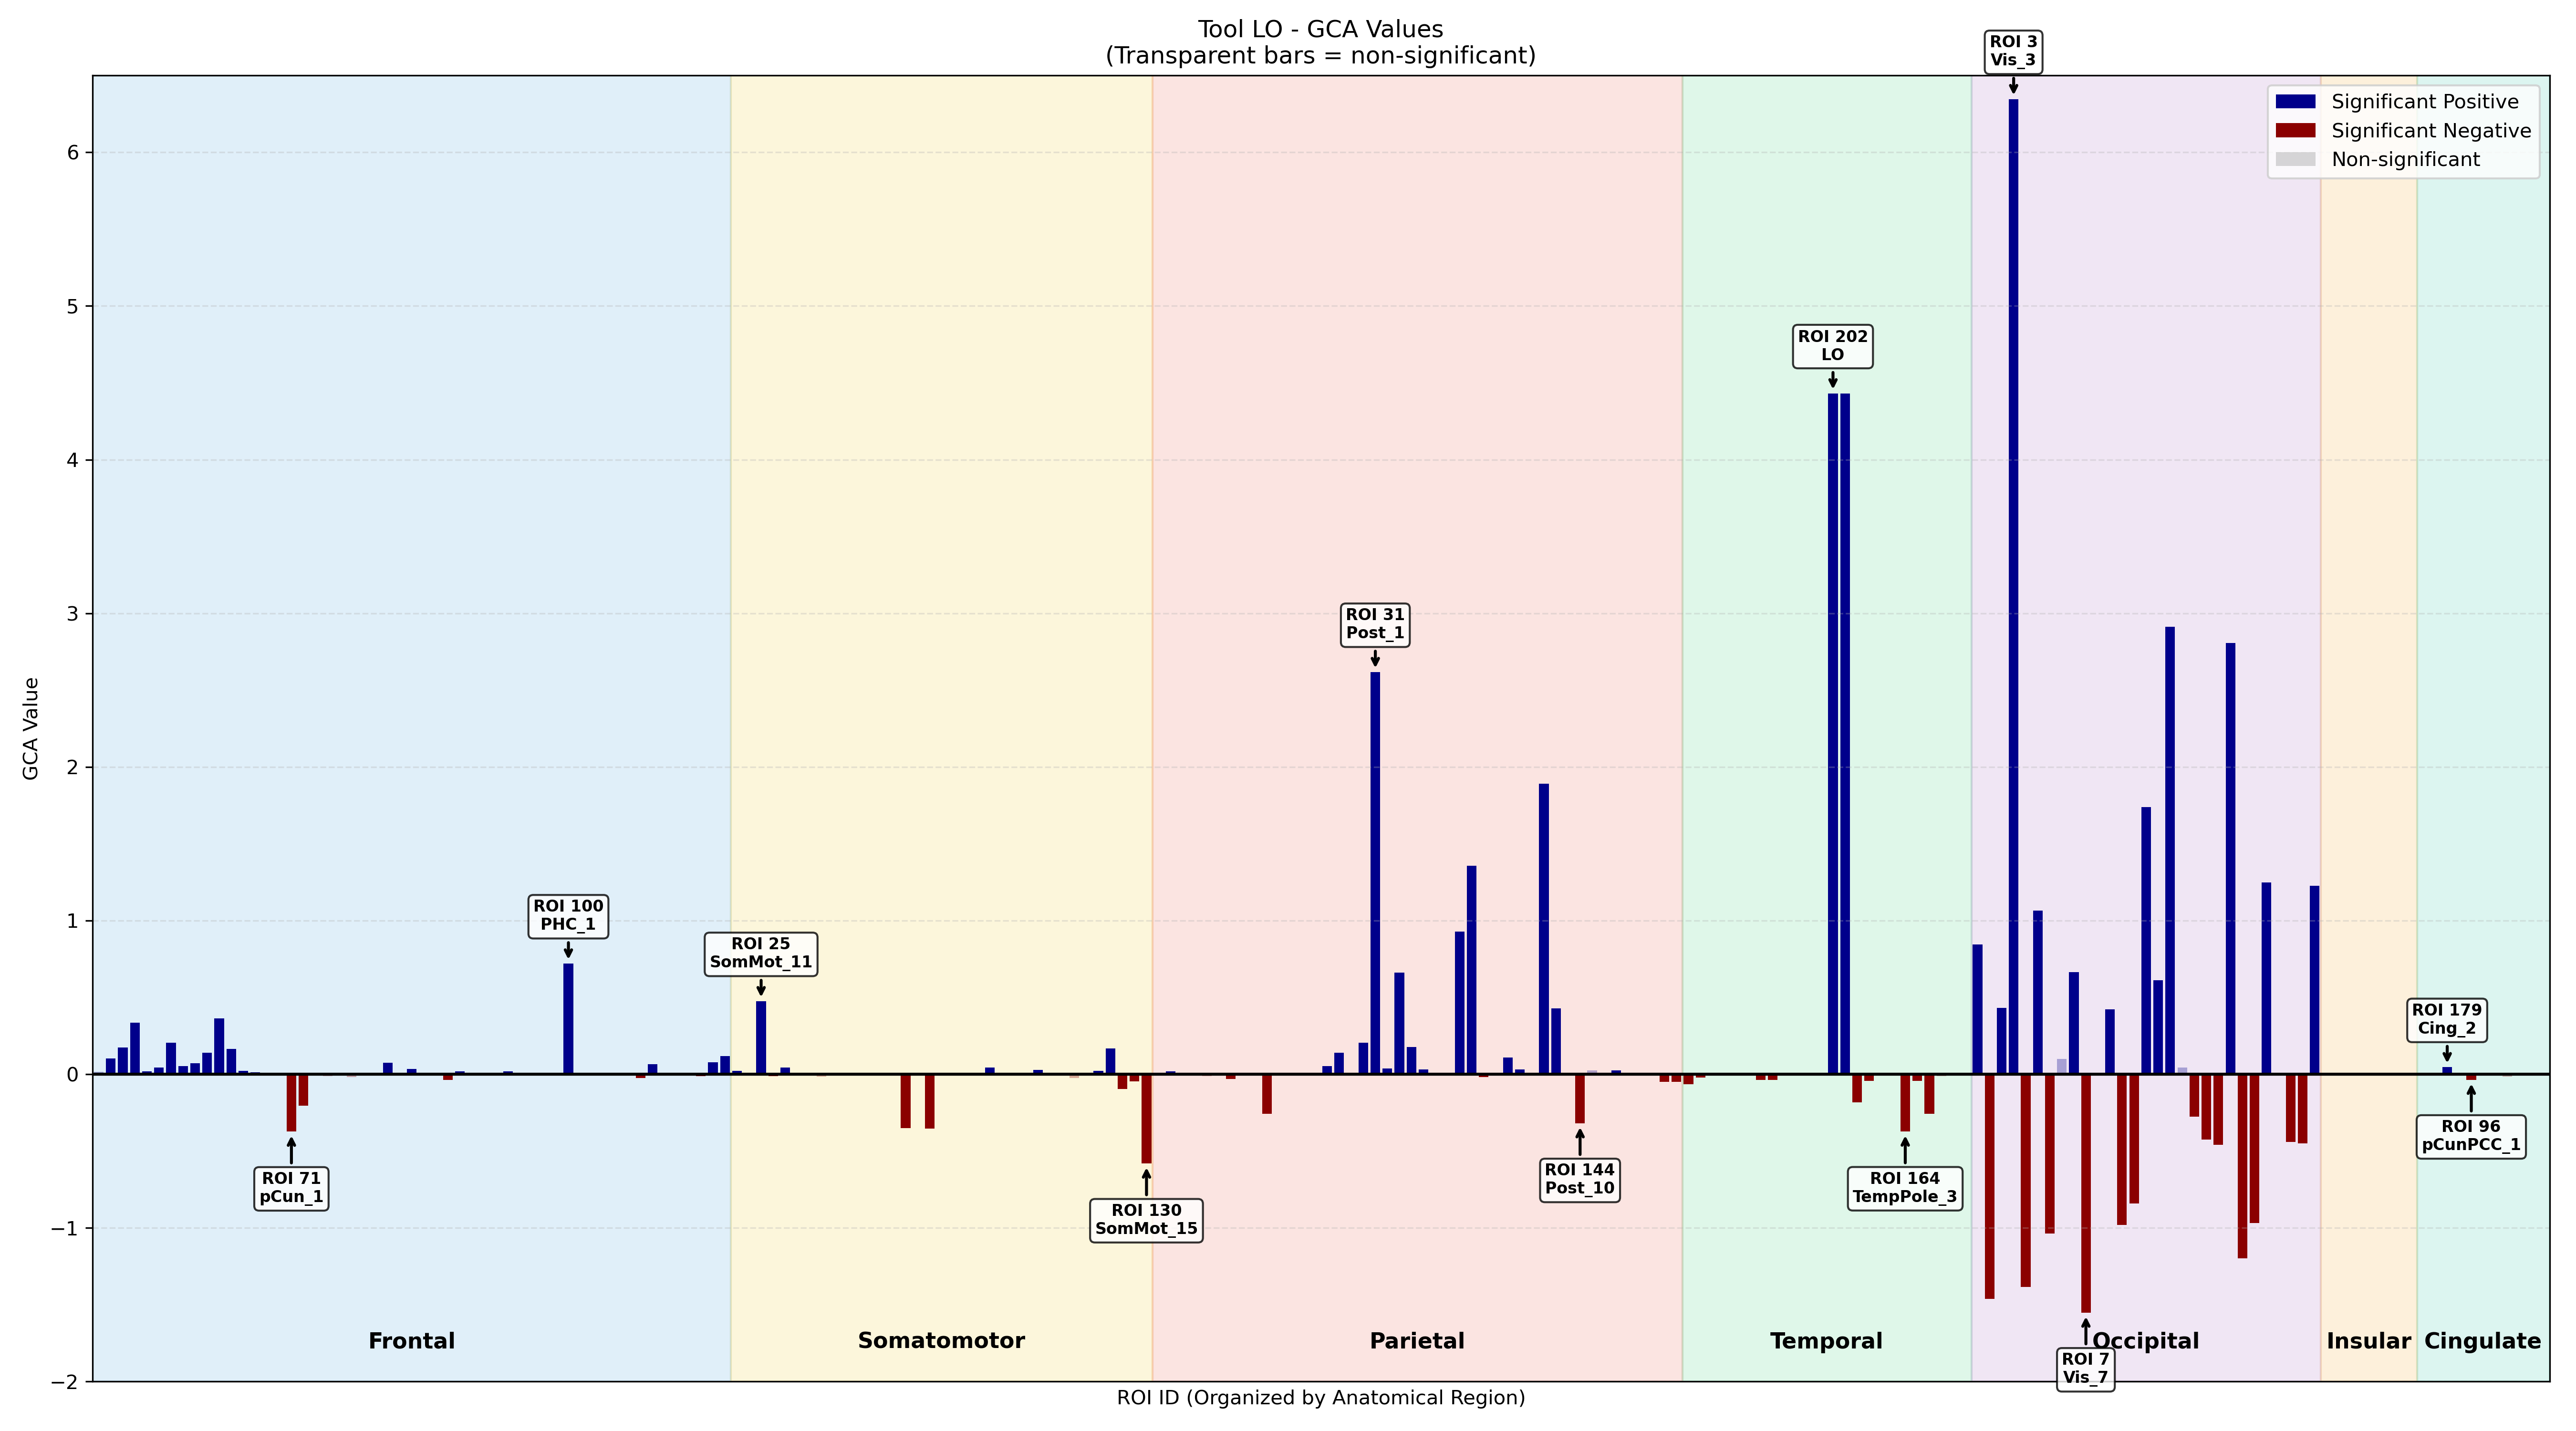 Tool LO - GCA Values
(Transparent bars = non-significant)
ROI 3
Vis_3
Significant Positive
Significant Negative
Non-significant
6
5
4
3
2
1
0
−1
−2
GCA Value
ROI 202
LO
ROI 31
Post_1
ROI 100
PHC_1
ROI 25
SomMot_11
ROI 179
Cing_2
ROI 96
pCunPCC_1
ROI 71
pCun_1
ROI 130
SomMot_15
ROI 144
Post_10
ROI 164
TempPole_3
Frontal
Somatomotor
Parietal
Temporal
Occipital
Insular
Cingulate
ROI 7
Vis_7
ROI ID (Organized by Anatomical Region)